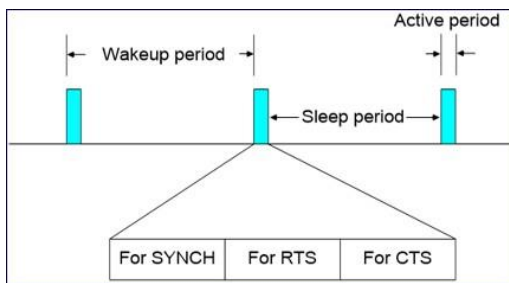 Active period
Wakeup period
Sleep period
For SYNCH For RTS For CTS